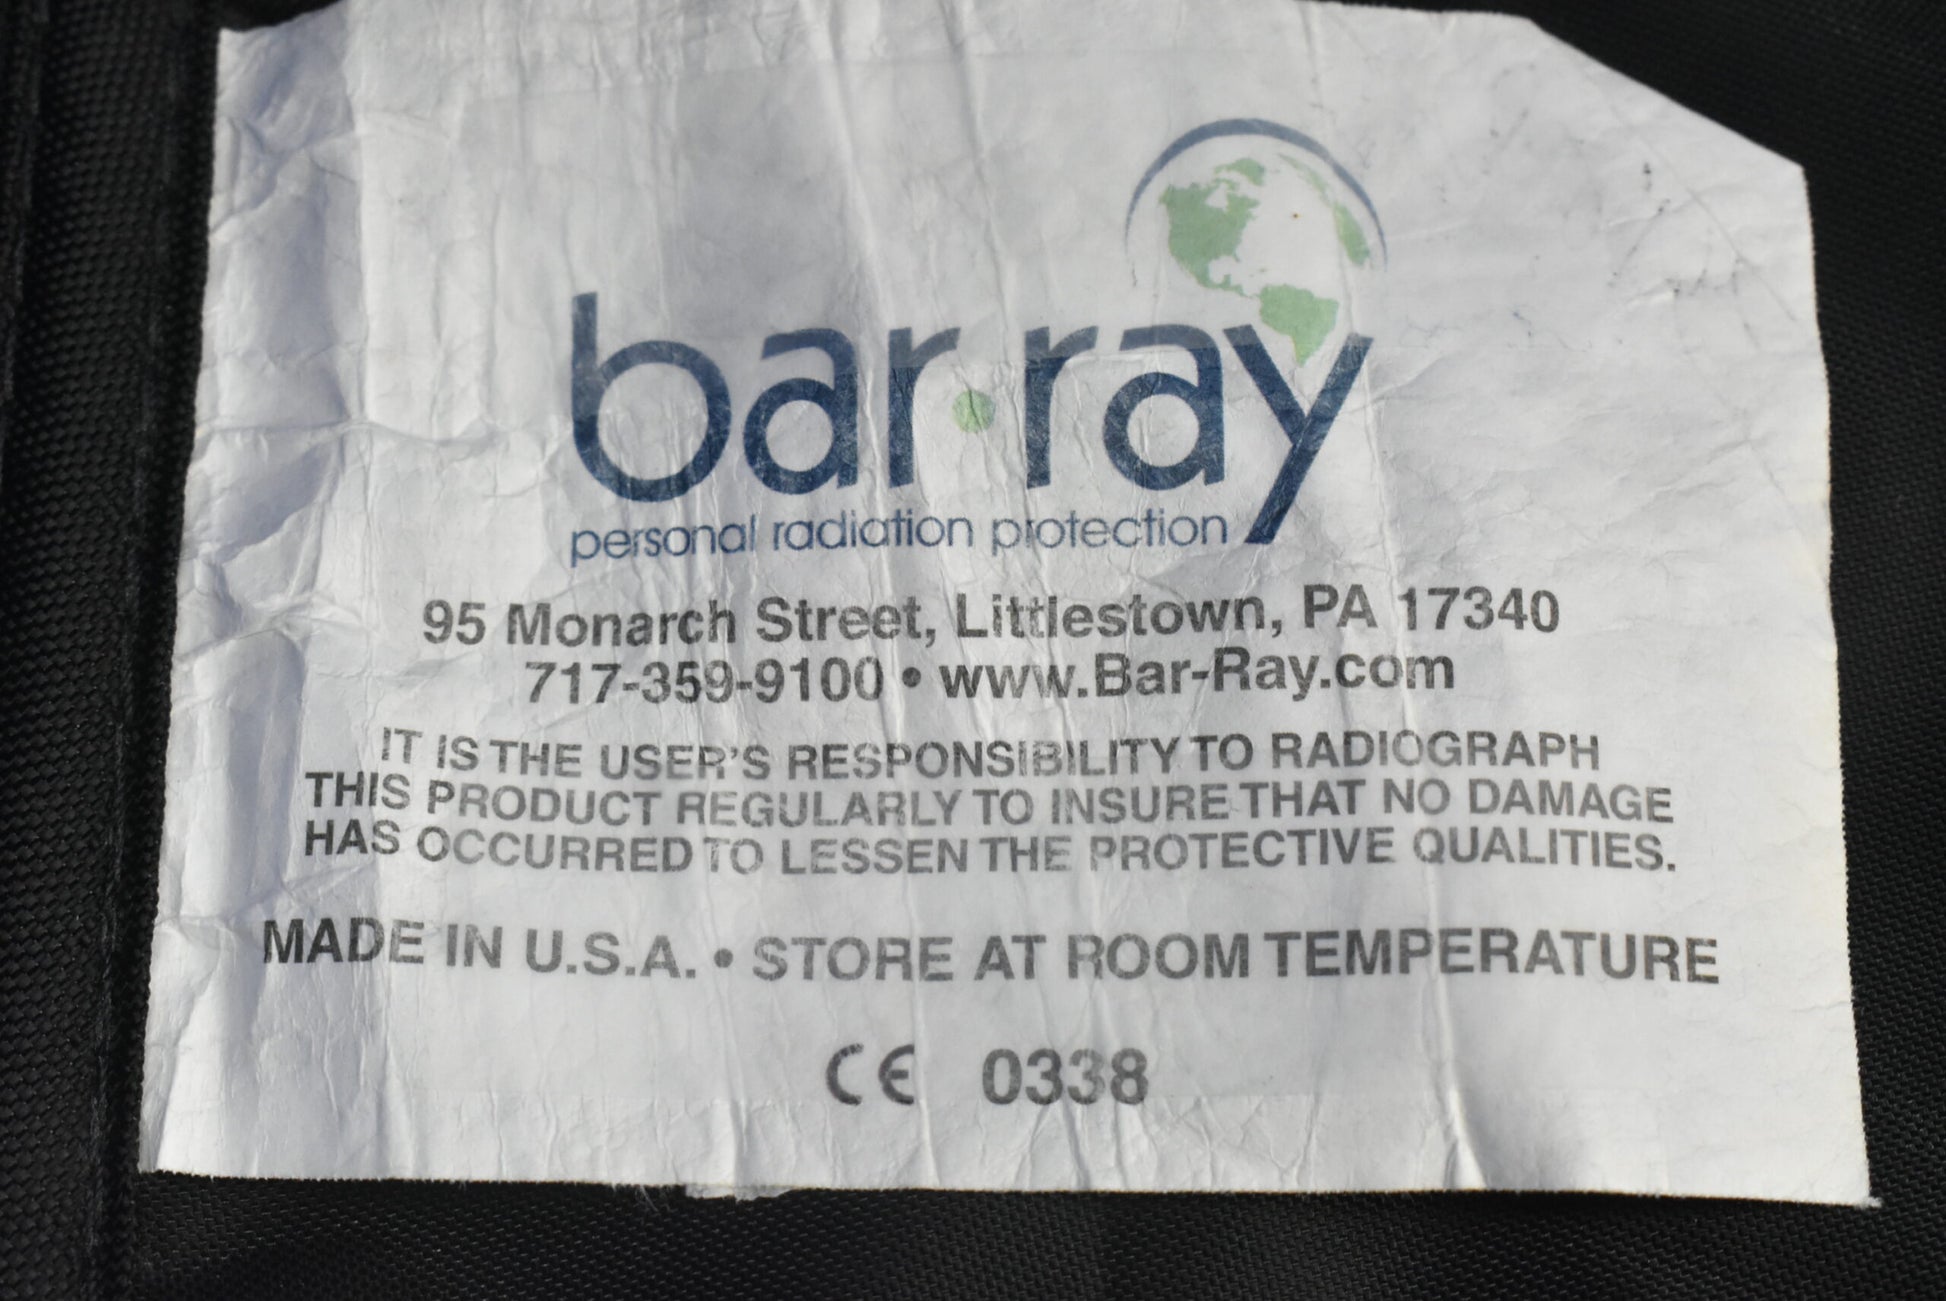 bar·ray
personal radiation protection
95 Monarch Street, Littlestown, PA 17340
717-359-9100 • www.Bar-Ray.com
IT IS THE USER'S RESPONSIBILITY TO RADIOGRAPH
THIS PRODUCT REGULARLY TO INSURE THAT NO DAMAGE
HAS OCCURRED TO LESSEN THE PROTECTIVE QUALITIES.
MADE IN U.S.A. • STORE AT ROOM TEMPERATURE
CE 0338